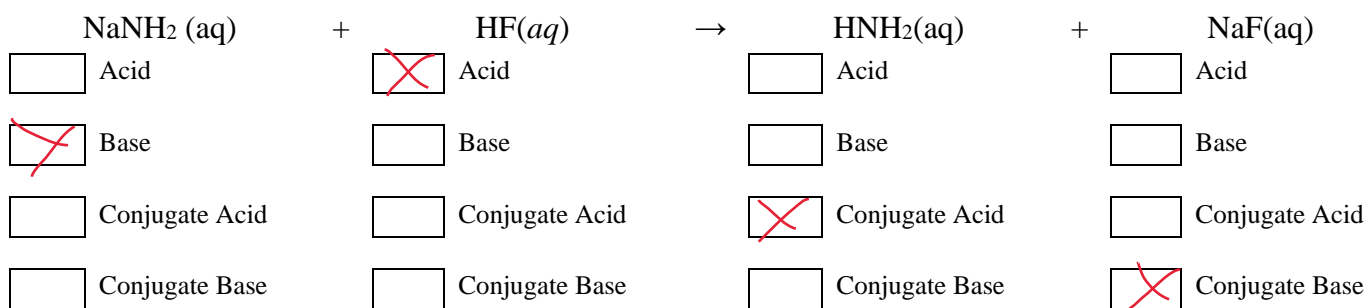 NaNH₂ (aq) + HF(aq) → HNH₂(aq) + NaF(aq)
Acid Acid Acid Acid
Base Base Base Base
Conjugate Acid Conjugate Acid Conjugate Acid Conjugate Acid
Conjugate Base Conjugate Base Conjugate Base Conjugate Base